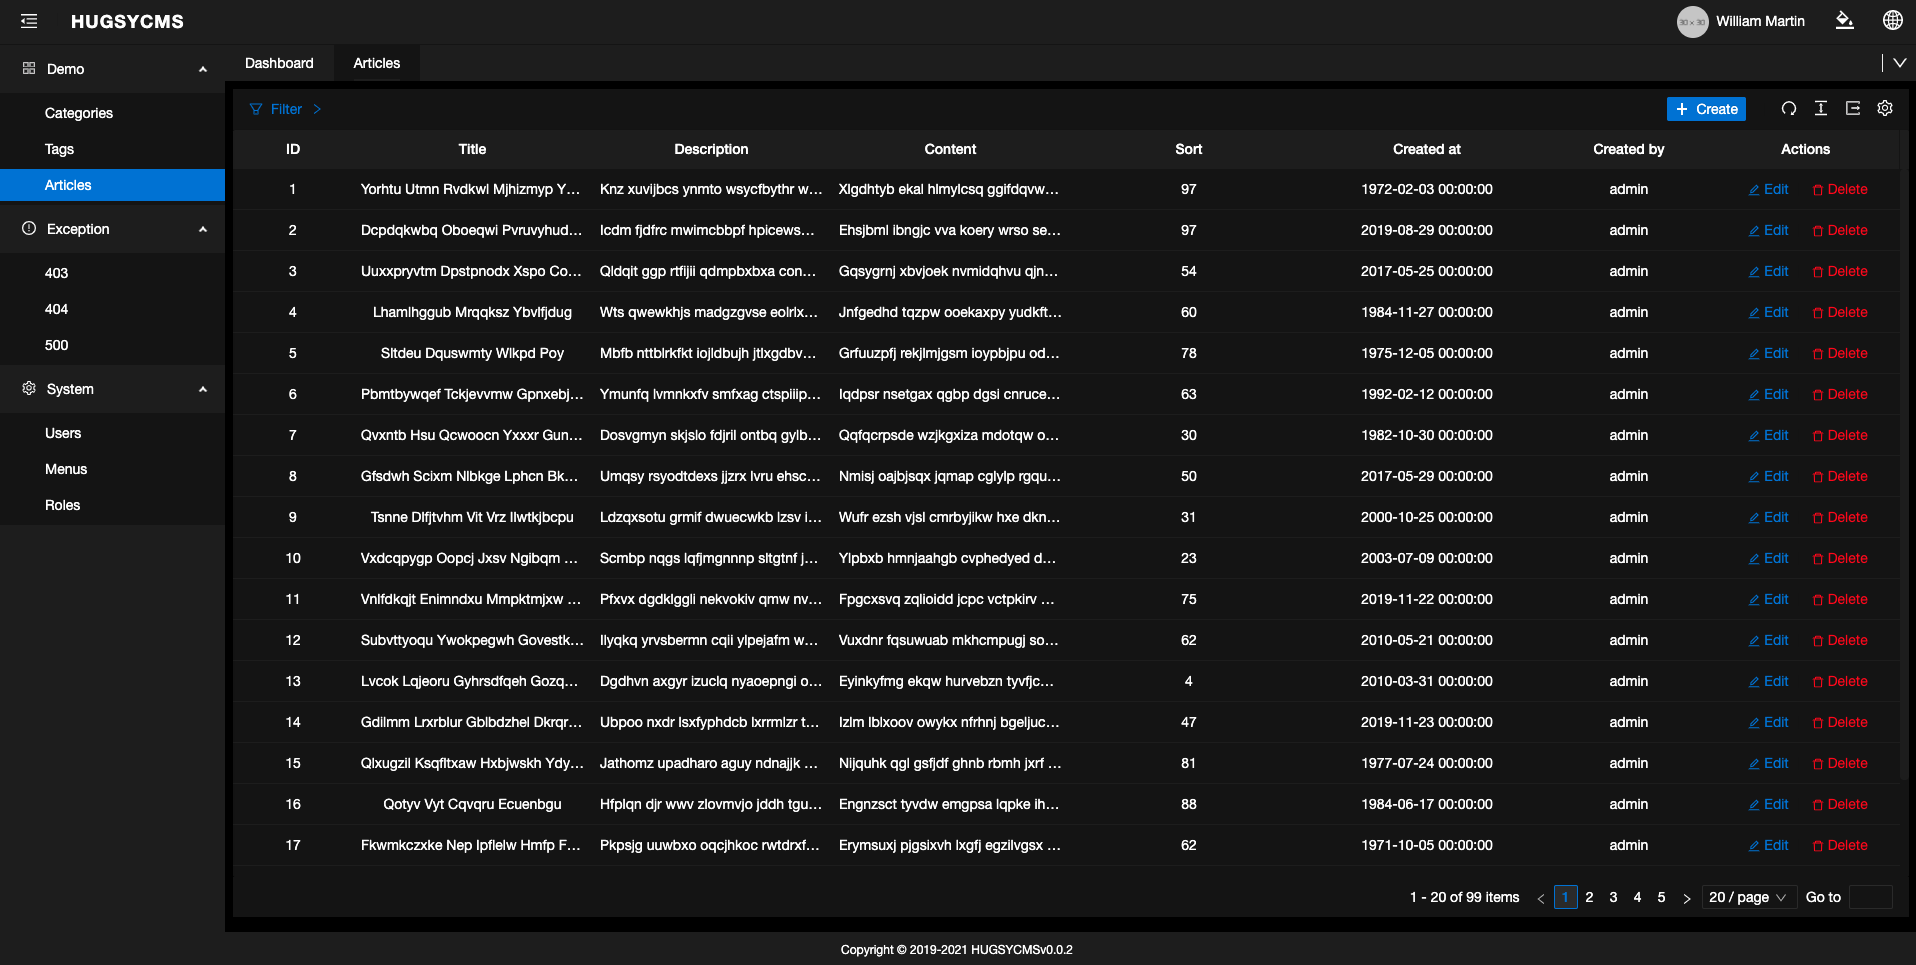 HUGSYCMS
30 × 30 William Martin
Demo
Categories
Tags
Articles
Exception
403
404
500
System
Users
Menus
Roles
Dashboard Articles
Filter
Create
ID Title Description Content Sort Created at Created by Actions
1 Yorhtu Utmn Rvdkwl Mjhizmyp Y... Knz xuvijbcs ynmto wsycfbythr w... Xlgdhtyb ekal hlmylcsq ggifdqvw... 97 1972-02-03 00:00:00 admin Edit Delete
2 Dcpdqkwbq Oboeqwi Pvruvyhud... Icdm fjdfrc mwimcbbpf hpicews... Ehsjbml ibngjc vva koery wrso se... 97 2019-08-29 00:00:00 admin Edit Delete
3 Uuxxpryvtm Dpstpnodx Xspo Co... Qldqit ggp rtfijii qdmpbxbxa con... Gqsygrnj xbvjoek nvmidqhvu qjn... 54 2017-05-25 00:00:00 admin Edit Delete
4 Lhamlhggub Mrqqksz Ybvlfjdug Wts qwewkhjs madgzgvse eolrlx... Jnfgedhd tqzpw ooekaxpy yudkft... 60 1984-11-27 00:00:00 admin Edit Delete
5 Sltdeu Dquswmty Wlkpd Poy Mbfb nttblrkfkt iojldbujh jtlxgdbv... Grfuuzpfj rekjlmjgsm ioypbjpu od... 78 1975-12-05 00:00:00 admin Edit Delete
6 Pbmtbywqef Tckjevvmw Gpnxebj... Ymunfq lvmnkxfv smfxag ctspliip... Iqdpsr nsetgax qgbp dgsi cnruce... 63 1992-02-12 00:00:00 admin Edit Delete
7 Qvxntb Hsu Qcwoocn Yxxxr Gun... Dosvgmyn skjslo fdjril ontbq gylb... Qqfqcrpsde wzjkgxiza mdotqw o... 30 1982-10-30 00:00:00 admin Edit Delete
8 Gfsdwh Scixm Nlbkge Lphcn Bk... Umqsy rsyodtdexs jjzrx lvru ehsc... Nmisj oajbjsqx jqmap cglylp rgqu... 50 2017-05-29 00:00:00 admin Edit Delete
9 Tsnne Dlfjtvhm Vit Vrz Ilwtkjbcpu Ldzqxsotu grmif dwuecwkb lzsv i... Wufr ezsh vjsl cmrbyjikw hxe dkn... 31 2000-10-25 00:00:00 admin Edit Delete
10 Vxdcqpygp Oopcj Jxsv Ngibqm ... Scmbp nqgs lqfjmgnnnp sltgtnf j... Ylpbxb hmnjaahgb cvphedyed d... 23 2003-07-09 00:00:00 admin Edit Delete
11 Vnlfdkqjt Enimndxu Mmpktmjxw ... Pfxvx dgdklggli nekvokiv qmw nv... Fpgcxsvq zqlioidd jcpc vctpkirv ... 75 2019-11-22 00:00:00 admin Edit Delete
12 Subvttyoqu Ywokpegwh Govestk... Ilyqkq yrvsbermn cqii ylpejafm w... Vuxdnr fqsuwuab mkhcmpugj so... 62 2010-05-21 00:00:00 admin Edit Delete
13 Lvcok Lqjeoru Gyhrsdfqeh Gozq... Dgdhvn axgyr izuclq nyaoepngi o... Eyinkyfmg ekqw hurvebzn tyvfjc... 4 2010-03-31 00:00:00 admin Edit Delete
14 Gdilmm Lrxrblur Gblbdzhel Dkrqr... Ubpoo nxdr lsxfyphdcb lxrrmlzr t... Izlm lblxoov owykx nfrhnj bgeljuc... 47 2019-11-23 00:00:00 admin Edit Delete
15 Qlxugzil Ksqfltxaw Hxbjwskh Ydy... Jathomz upadharo aguy ndnajjk ... Nijquhk qgl gsfjdf ghnb rbmh jxrf ... 81 1977-07-24 00:00:00 admin Edit Delete
16 Qotyv Vyt Cqvqru Ecuenbgu Hfplqn djr wwv zlovmvjo jddh tgu... Engnzsct tyvdw emgpsa lqpke ih... 88 1984-06-17 00:00:00 admin Edit Delete
17 Fkwmkczxke Nep Ipflelw Hmfp F... Pkpsjg uuwbxo oqcjhkoc rwtdrxf... Erymsuxj pjgsixvh lxgfj egzilvgsx ... 62 1971-10-05 00:00:00 admin Edit Delete
1 - 20 of 99 items < 1 2 3 4 5 > 20 / page Go to
Copyright © 2019-2021 HUGSYCMSv0.0.2